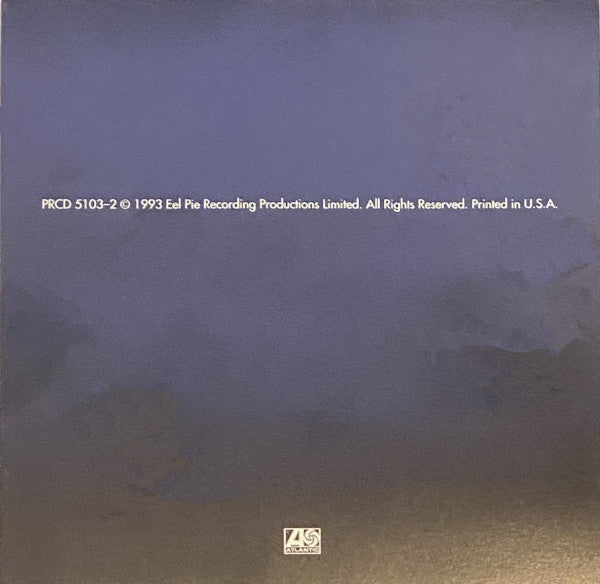 PRCD 5103–2 © 1993 Eel Pie Recording Productions Limited. All Rights Reserved. Printed in U.S.A.
ATLANTIC